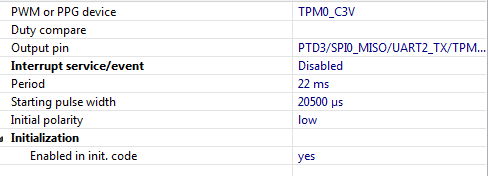 PWM or PPG device TPM0_C3V
Duty compare
Output pin PTD3/SPI0_MISO/UART2_TX/TPM...
Interrupt service/event Disabled
Period 22 ms
Starting pulse width 20500 µs
Initial polarity low
Initialization
Enabled in init. code yes